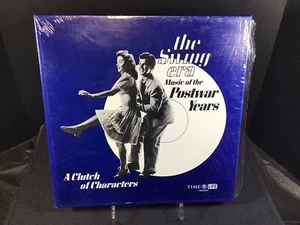 the
Swing
era
Music of the
Postwar
Years
A Clutch
of Characters
TIME LIFE